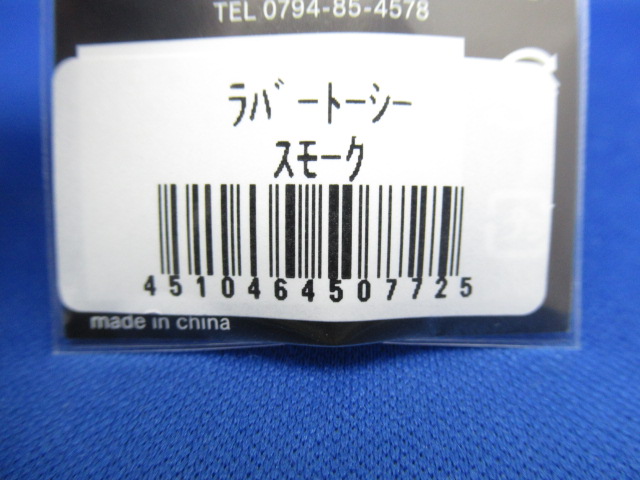 TEL 0794-85-4578
ﾗﾊﾞｰﾄｰｼｰ
ｽﾓｰｸ
4510464507725
made in china